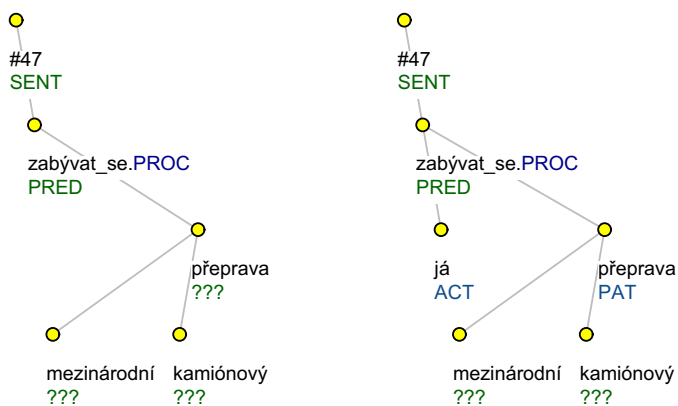 #47
SENT
zabývat_se.PROC
PRED
přeprava
???
mezinárodní
???
kamiónový
???
#47
SENT
zabývat_se.PROC
PRED
já
ACT
přeprava
PAT
mezinárodní
???
kamiónový
???